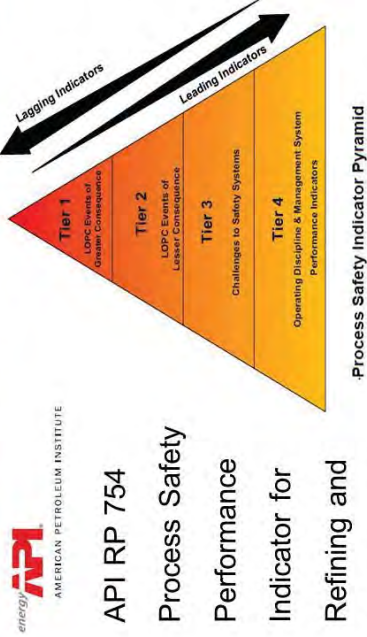 energy API
AMERICAN PETROLEUM INSTITUTE
API RP 754
Process Safety
Performance
Indicator for
Refining and
Lagging Indicators
Leading Indicators
Tier 1
LOPC Events of
Greater Consequence
Tier 2
LOPC Events of
Lesser Consequence
Tier 3
Challenges to Safety Systems
Tier 4
Operating Discipline & Management System
Performance Indicators
Process Safety Indicator Pyramid